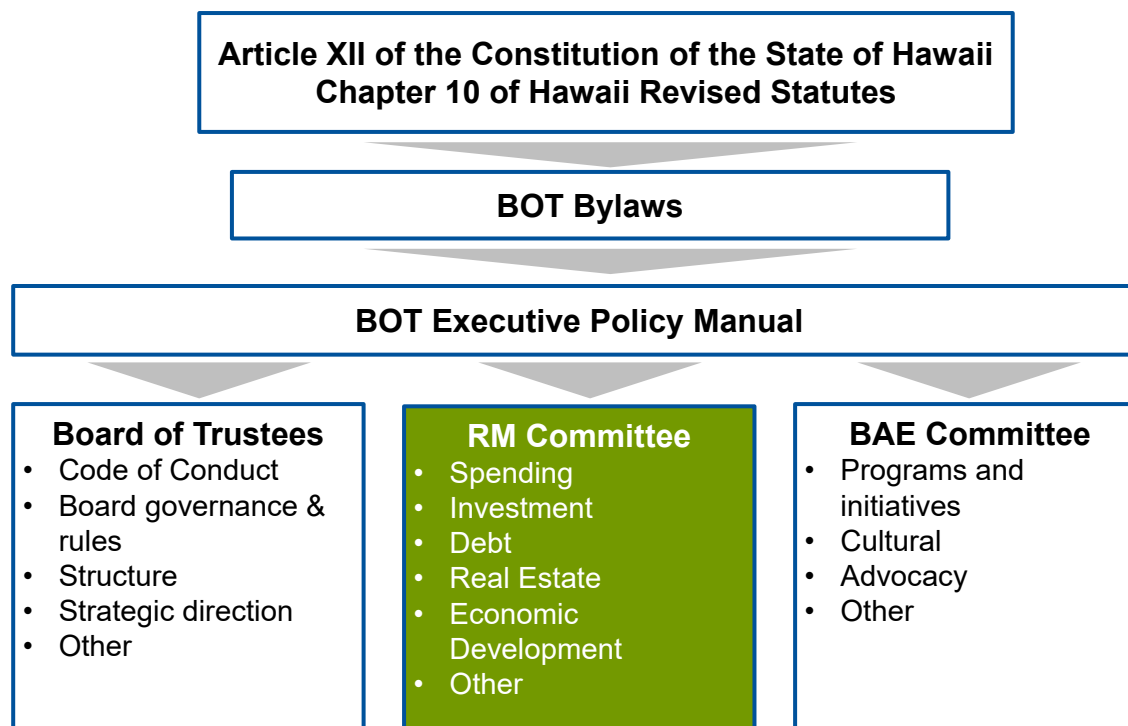 Article XII of the Constitution of the State of Hawaii
Chapter 10 of Hawaii Revised Statutes
BOT Bylaws
BOT Executive Policy Manual
Board of Trustees
• Code of Conduct
• Board governance &
rules
• Structure
• Strategic direction
• Other
RM Committee
• Spending
• Investment
• Debt
• Real Estate
• Economic
Development
• Other
BAE Committee
• Programs and
initiatives
• Cultural
• Advocacy
• Other